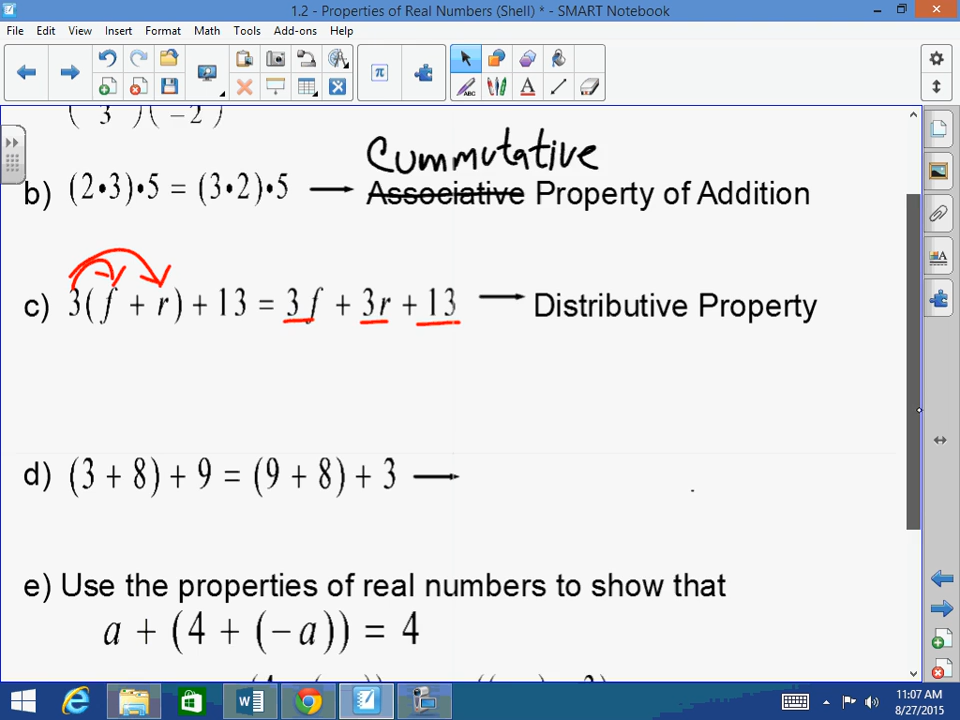 1.2 - Properties of Real Numbers (Shell) * - SMART Notebook
File Edit View Insert Format Math Tools Add-ons Help
( 3 )( -2 )
Cummutative
b) (2•3)•5 = (3•2)•5 → Associative Property of Addition
c) 3(f + r) + 13 = 3f + 3r + 13 → Distributive Property
d) (3 + 8) + 9 = (9 + 8) + 3 →
e) Use the properties of real numbers to show that
a + (4 + (−a)) = 4
11:07 AM
8/27/2015